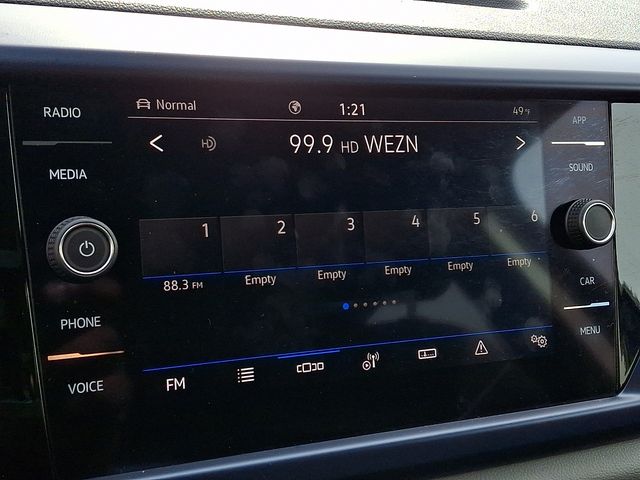 RADIO
MEDIA
PHONE
VOICE
Normal
1:21
49°F
HD
99.9 HD WEZN
1 2 3 4 5 6
88.3 FM Empty Empty Empty Empty Empty
FM
APP
SOUND
CAR
MENU